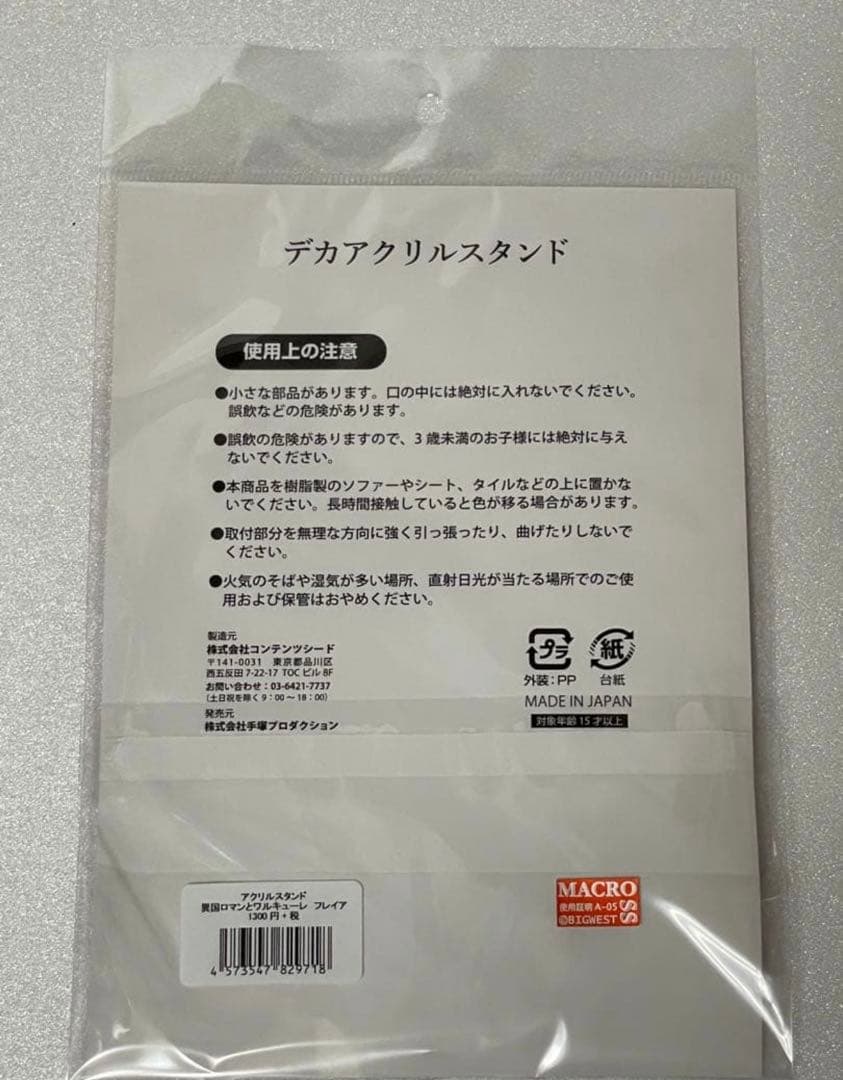 デカアクリルスタンド
使用上の注意
●小さな部品があります。口の中には絶対に入れないでください。
誤飲などの危険があります。
●誤飲の危険がありますので、3歳未満のお子様には絶対に与え
ないでください。
●本商品を樹脂製のソファーやシート、タイルなどの上に置かな
いでください。長時間接触していると色が移る場合があります。
●取付部分を無理な方向に強く引っ張ったり、曲げたりしないで
ください。
●火気のそばや湿気が多い場所、直射日光が当たる場所でのご使
用および保管はおやめください。
製造元
株式会社コンテンツシード
〒141-0031 東京都品川区
西五反田 7-22-17 TOC ビル 8F
お問い合わせ：03-6421-7737
（土日祝を除く 9：00～18：00）
発売元
株式会社手塚プロダクション
プラ
外装：PP
紙
台紙
MADE IN JAPAN
対象年齢 15 才以上
アクリルスタンド
異国ロマンとワルキューレ フレイア
1300 円 + 税
4 573547 829718
MACROSS
使用証明 A-05
©BIGWEST